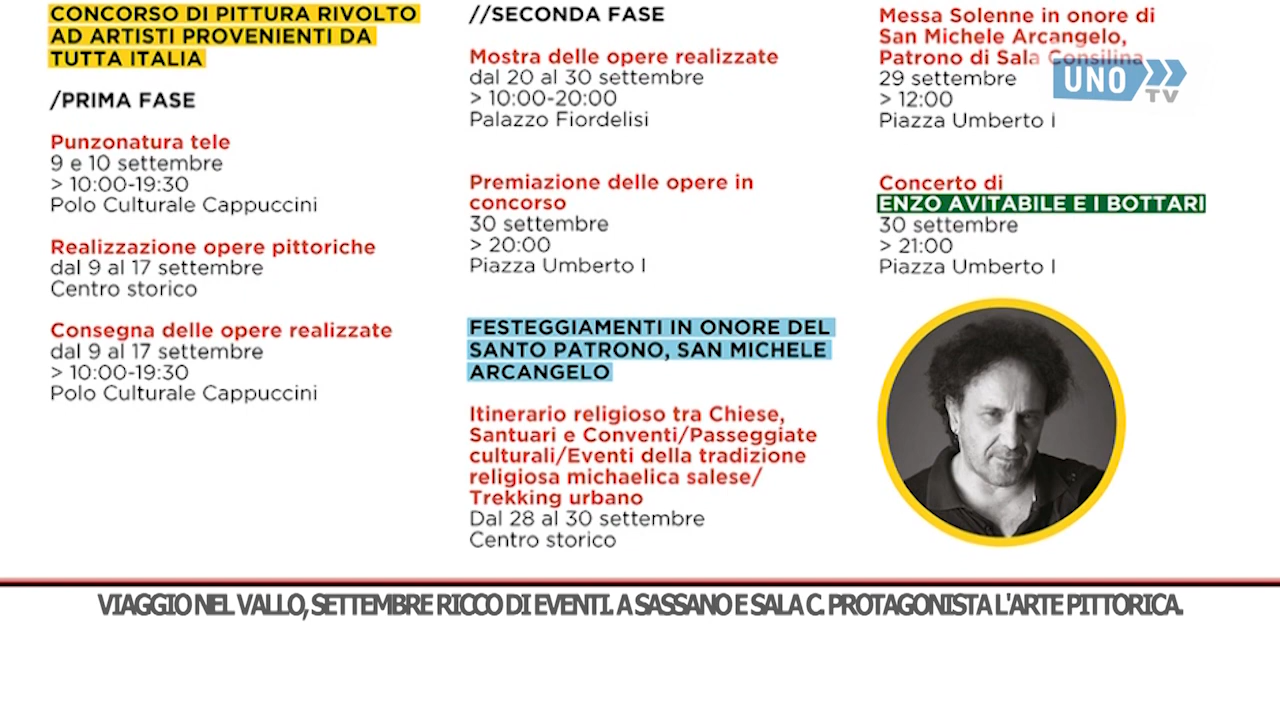 CONCORSO DI PITTURA RIVOLTO
AD ARTISTI PROVENIENTI DA
TUTTA ITALIA
/PRIMA FASE
Punzonatura tele
9 e 10 settembre
> 10:00-19:30
Polo Culturale Cappuccini
Realizzazione opere pittoriche
dal 9 al 17 settembre
Centro storico
Consegna delle opere realizzate
dal 9 al 17 settembre
> 10:00-19:30
Polo Culturale Cappuccini
//SECONDA FASE
Mostra delle opere realizzate
dal 20 al 30 settembre
> 10:00-20:00
Palazzo Fiordelisi
Premiazione delle opere in
concorso
30 settembre
> 20:00
Piazza Umberto I
FESTEGGIAMENTI IN ONORE DEL
SANTO PATRONO, SAN MICHELE
ARCANGELO
Itinerario religioso tra Chiese,
Santuari e Conventi/Passeggiate
culturali/Eventi della tradizione
religiosa michaelica salese/
Trekking urbano
Dal 28 al 30 settembre
Centro storico
Messa Solenne in onore di
San Michele Arcangelo,
Patrono di Sala Consilina
29 settembre
> 12:00
Piazza Umberto I
UNO
TV
Concerto di
ENZO AVITABILE E I BOTTARI
30 settembre
> 21:00
Piazza Umberto I
VIAGGIO NEL VALLO, SETTEMBRE RICCO DI EVENTI. A SASSANO E SALA C. PROTAGONISTA L'ARTE PITTORICA.